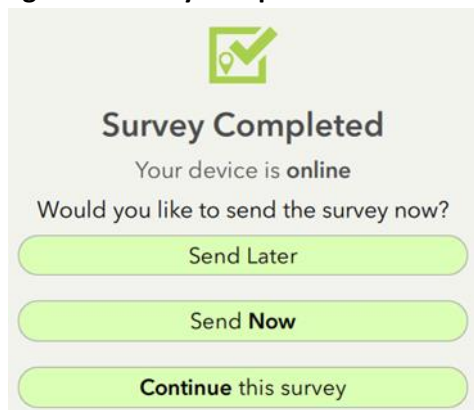 Survey Completed
Your device is online
Would you like to send the survey now?
Send Later
Send Now
Continue this survey